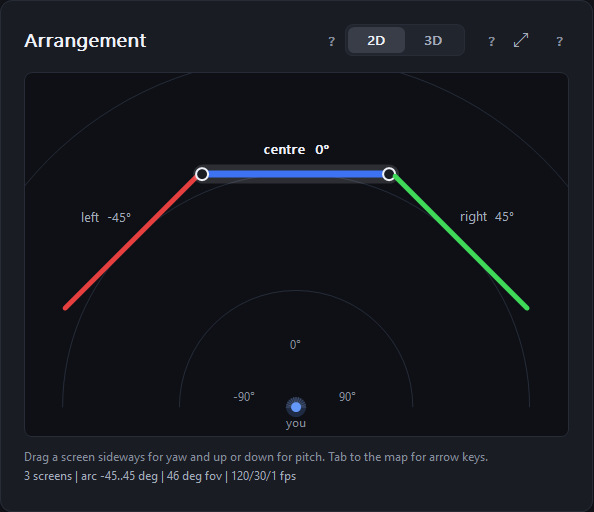 Arrangement ? 2D 3D ? ?
centre 0°
left -45° right 45°
0°
-90° 90°
you
Drag a screen sideways for yaw and up or down for pitch. Tab to the map for arrow keys.
3 screens | arc -45..45 deg | 46 deg fov | 120/30/1 fps